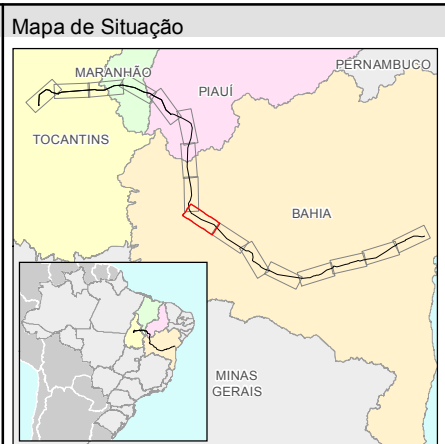 Mapa de Situação
PERNAMBUCO
MARANHÃO
PIAUÍ
TOCANTINS
BAHIA
MINAS
GERAIS